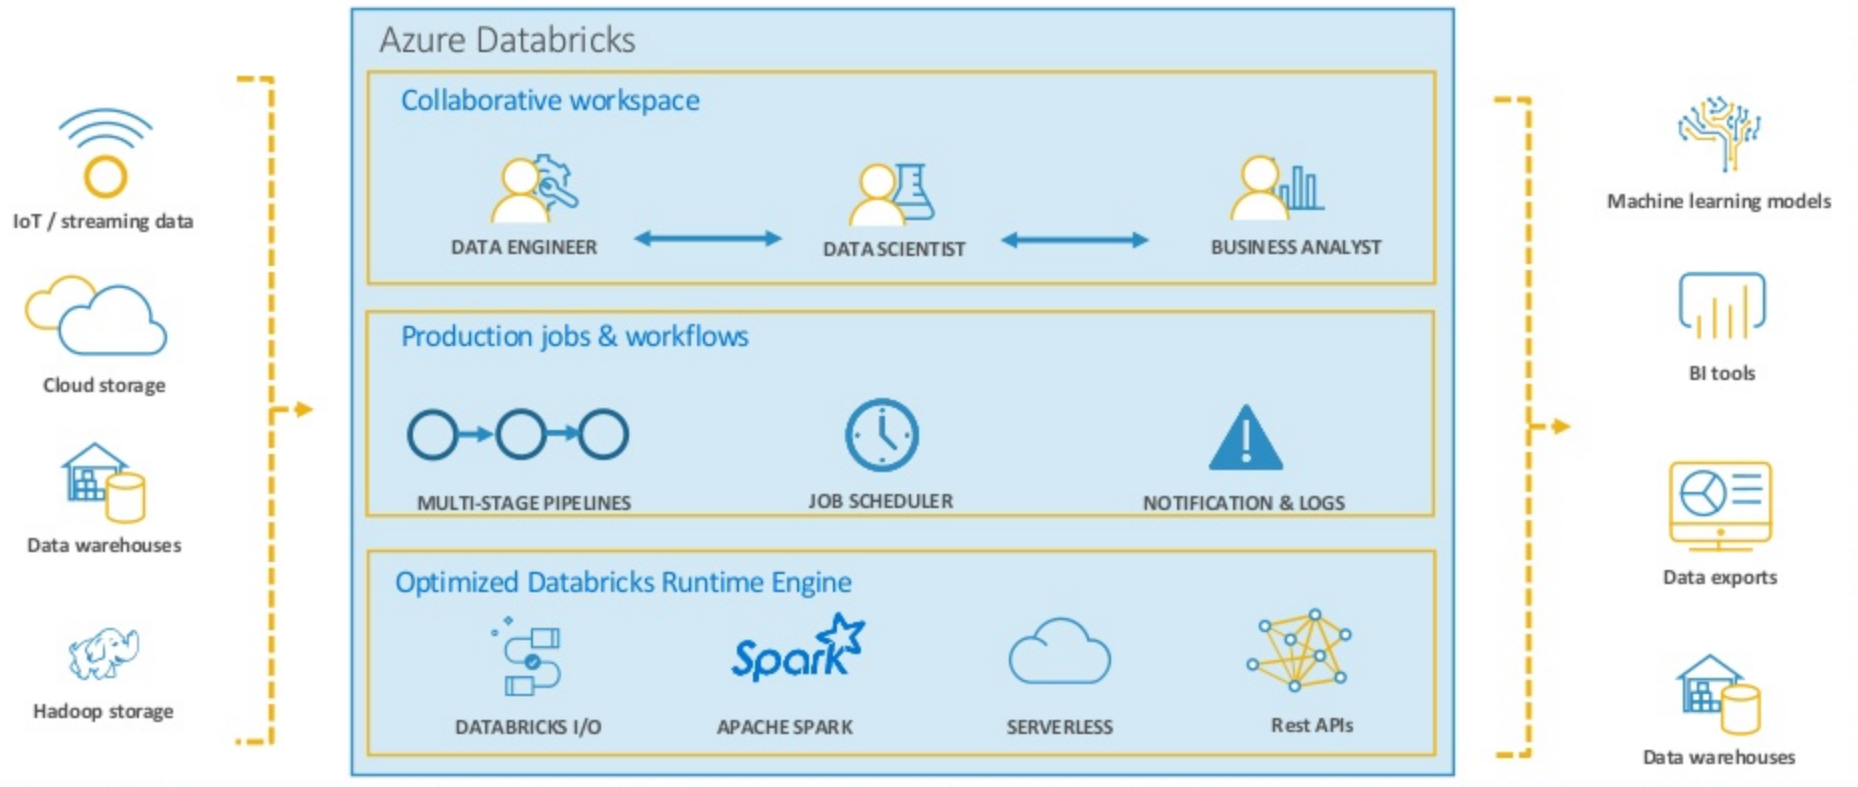 Azure Databricks
IoT / streaming data
Cloud storage
Data warehouses
Hadoop storage
Collaborative workspace
DATA ENGINEER
DATA SCIENTIST
BUSINESS ANALYST
Production jobs & workflows
MULTI-STAGE PIPELINES
JOB SCHEDULER
NOTIFICATION & LOGS
Optimized Databricks Runtime Engine
Spark
DATABRICKS I/O
APACHE SPARK
SERVERLESS
Rest APIs
Machine learning models
BI tools
Data exports
Data warehouses